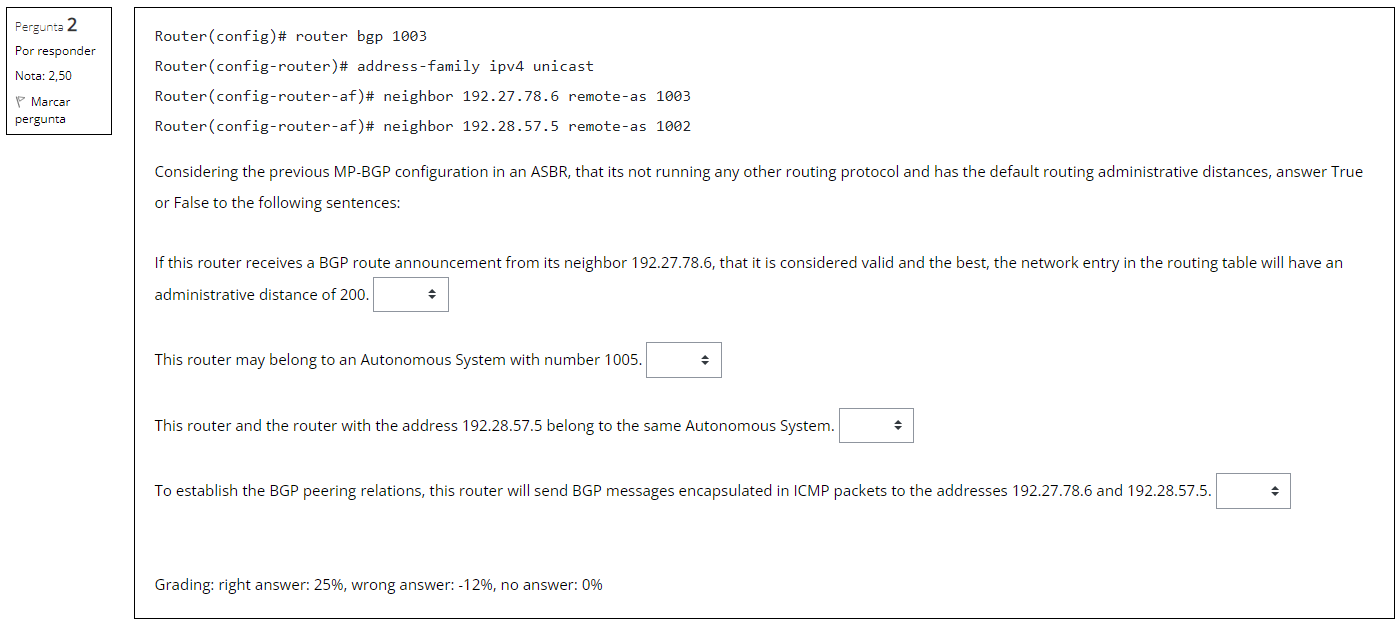 Pergunta 2
Por responder
Nota: 2,50
Marcar
pergunta
Router(config)# router bgp 1003
Router(config-router)# address-family ipv4 unicast
Router(config-router-af)# neighbor 192.27.78.6 remote-as 1003
Router(config-router-af)# neighbor 192.28.57.5 remote-as 1002
Considering the previous MP-BGP configuration in an ASBR, that its not running any other routing protocol and has the default routing administrative distances, answer True
or False to the following sentences:
If this router receives a BGP route announcement from its neighbor 192.27.78.6, that it is considered valid and the best, the network entry in the routing table will have an
administrative distance of 200.
This router may belong to an Autonomous System with number 1005.
This router and the router with the address 192.28.57.5 belong to the same Autonomous System.
To establish the BGP peering relations, this router will send BGP messages encapsulated in ICMP packets to the addresses 192.27.78.6 and 192.28.57.5.
Grading: right answer: 25%, wrong answer: -12%, no answer: 0%